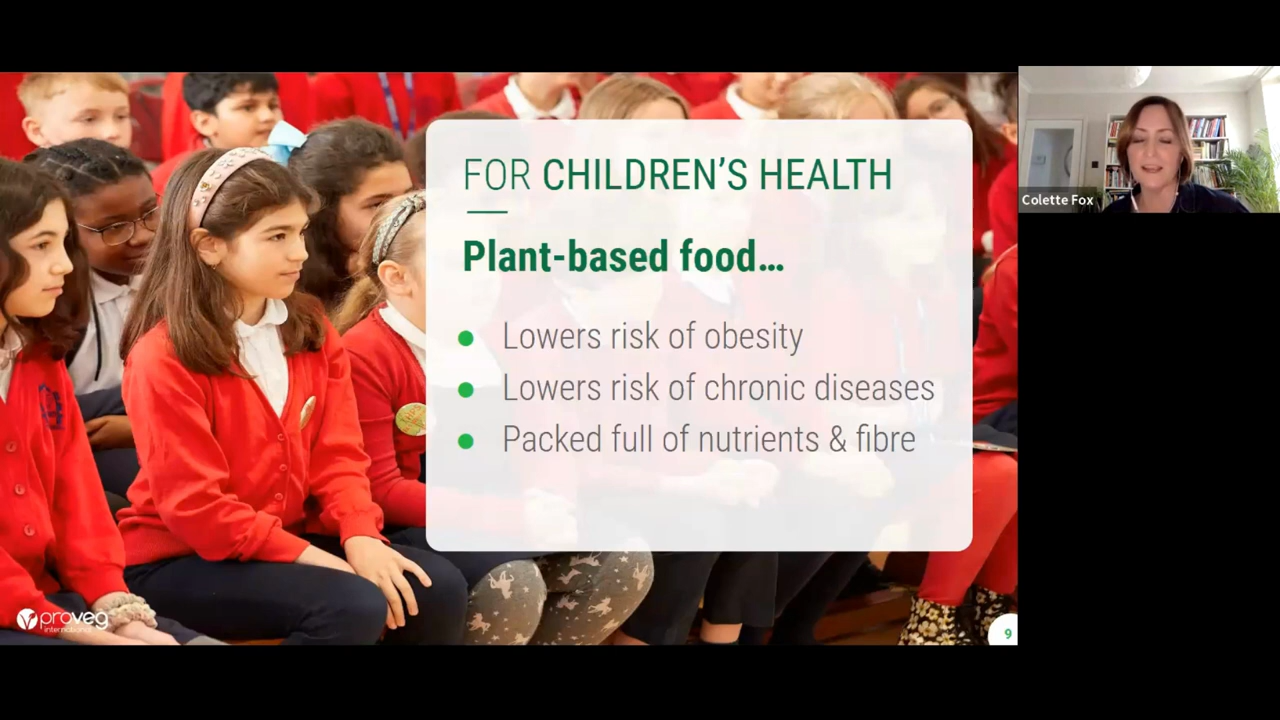 FOR CHILDREN'S HEALTH
Plant-based food…
● Lowers risk of obesity
● Lowers risk of chronic diseases
● Packed full of nutrients & fibre
proveg
international
9
Colette Fox